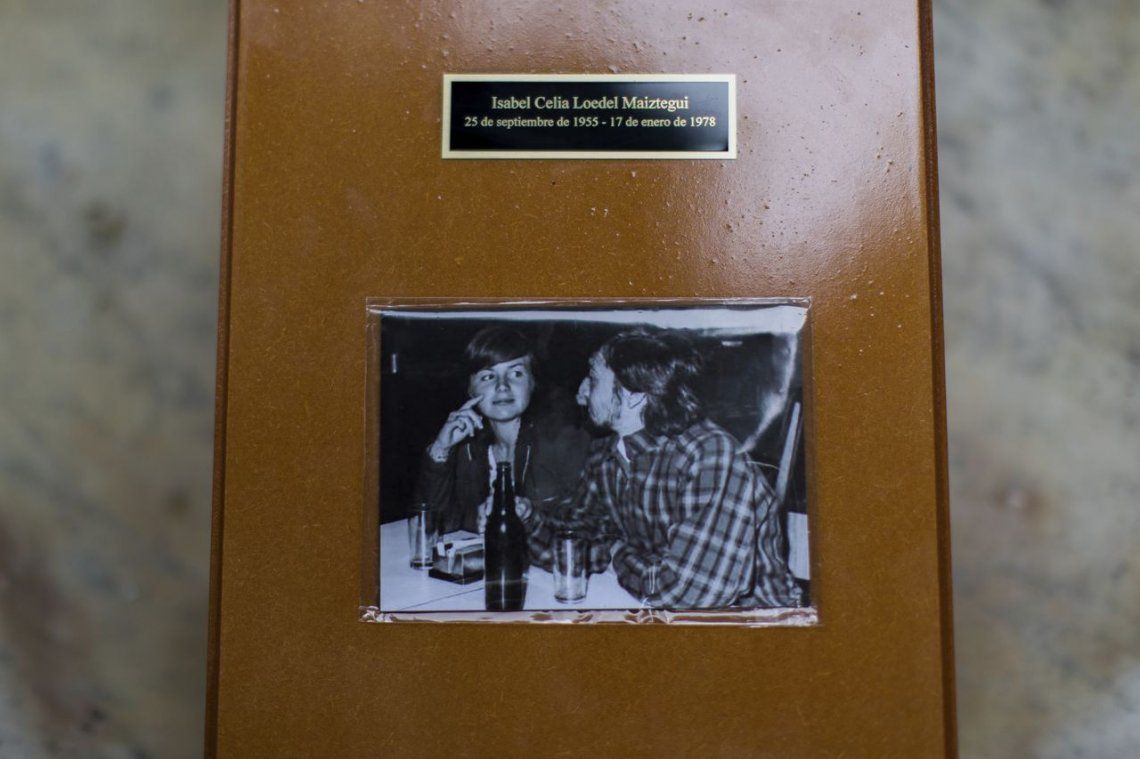 Isabel Celia Loedel Maiztegui
25 de septiembre de 1955 - 17 de enero de 1978